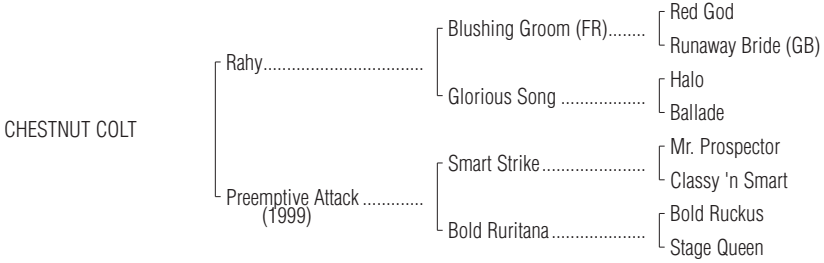 Red God
Blushing Groom (FR)........
Runaway Bride (GB)
Rahy.................................
Halo
Glorious Song ..................
Ballade
CHESTNUT COLT
Mr. Prospector
Smart Strike......................
Classy 'n Smart
Preemptive Attack .............
(1999)
Bold Ruckus
Bold Ruritana ....................
Stage Queen